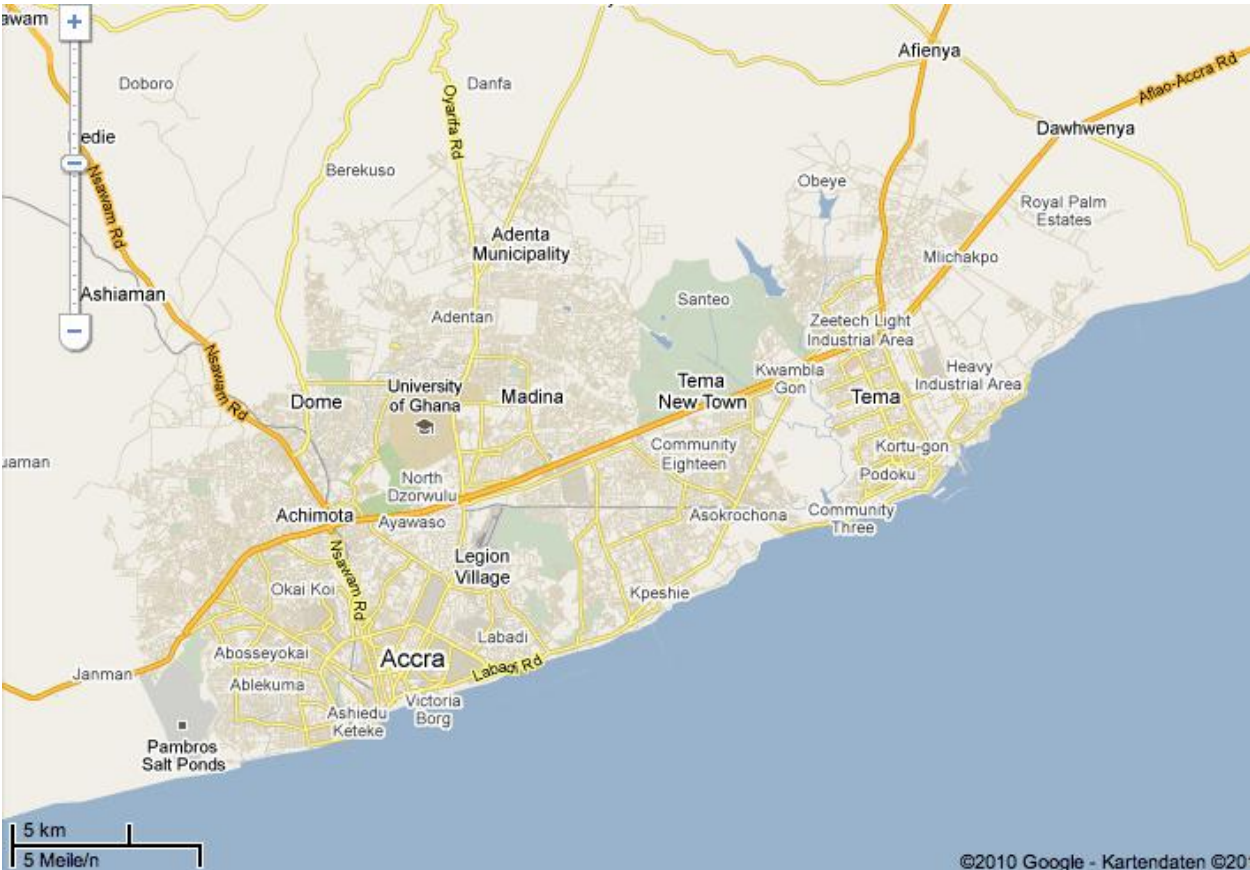 awam
+
Doboro
Danfa
Afienya
Aflao-Accra Rd
Oyarifa Rd
edie
Dawhwenya
Berekuso
Obeye
Nsawam Rd
Royal Palm
Estates
Adenta
Municipality
Mlichakpo
Ashiaman
Santeo
Adentan
Zeetech Light
Industrial Area
−
Nsawam Rd
University
of Ghana
Dome
Madina
Tema
New Town
Kwambla
Gon
Tema
Heavy
Industrial Area
uaman
Community
Eighteen
Kortu-gon
Podoku
North
Dzorwulu
Achimota
Ayawaso
Asokrochona
Community
Three
Nsawam Rd
Legion
Village
Okai Koi
Kpeshie
Labadi
Abosseyokai
Accra
Labadi Rd
Janman
Ablekuma
Victoria
Borg
Ashiedu
Keteke
Pambros
Salt Ponds
5 km
5 Meile/n
©2010 Google - Kartendaten ©201